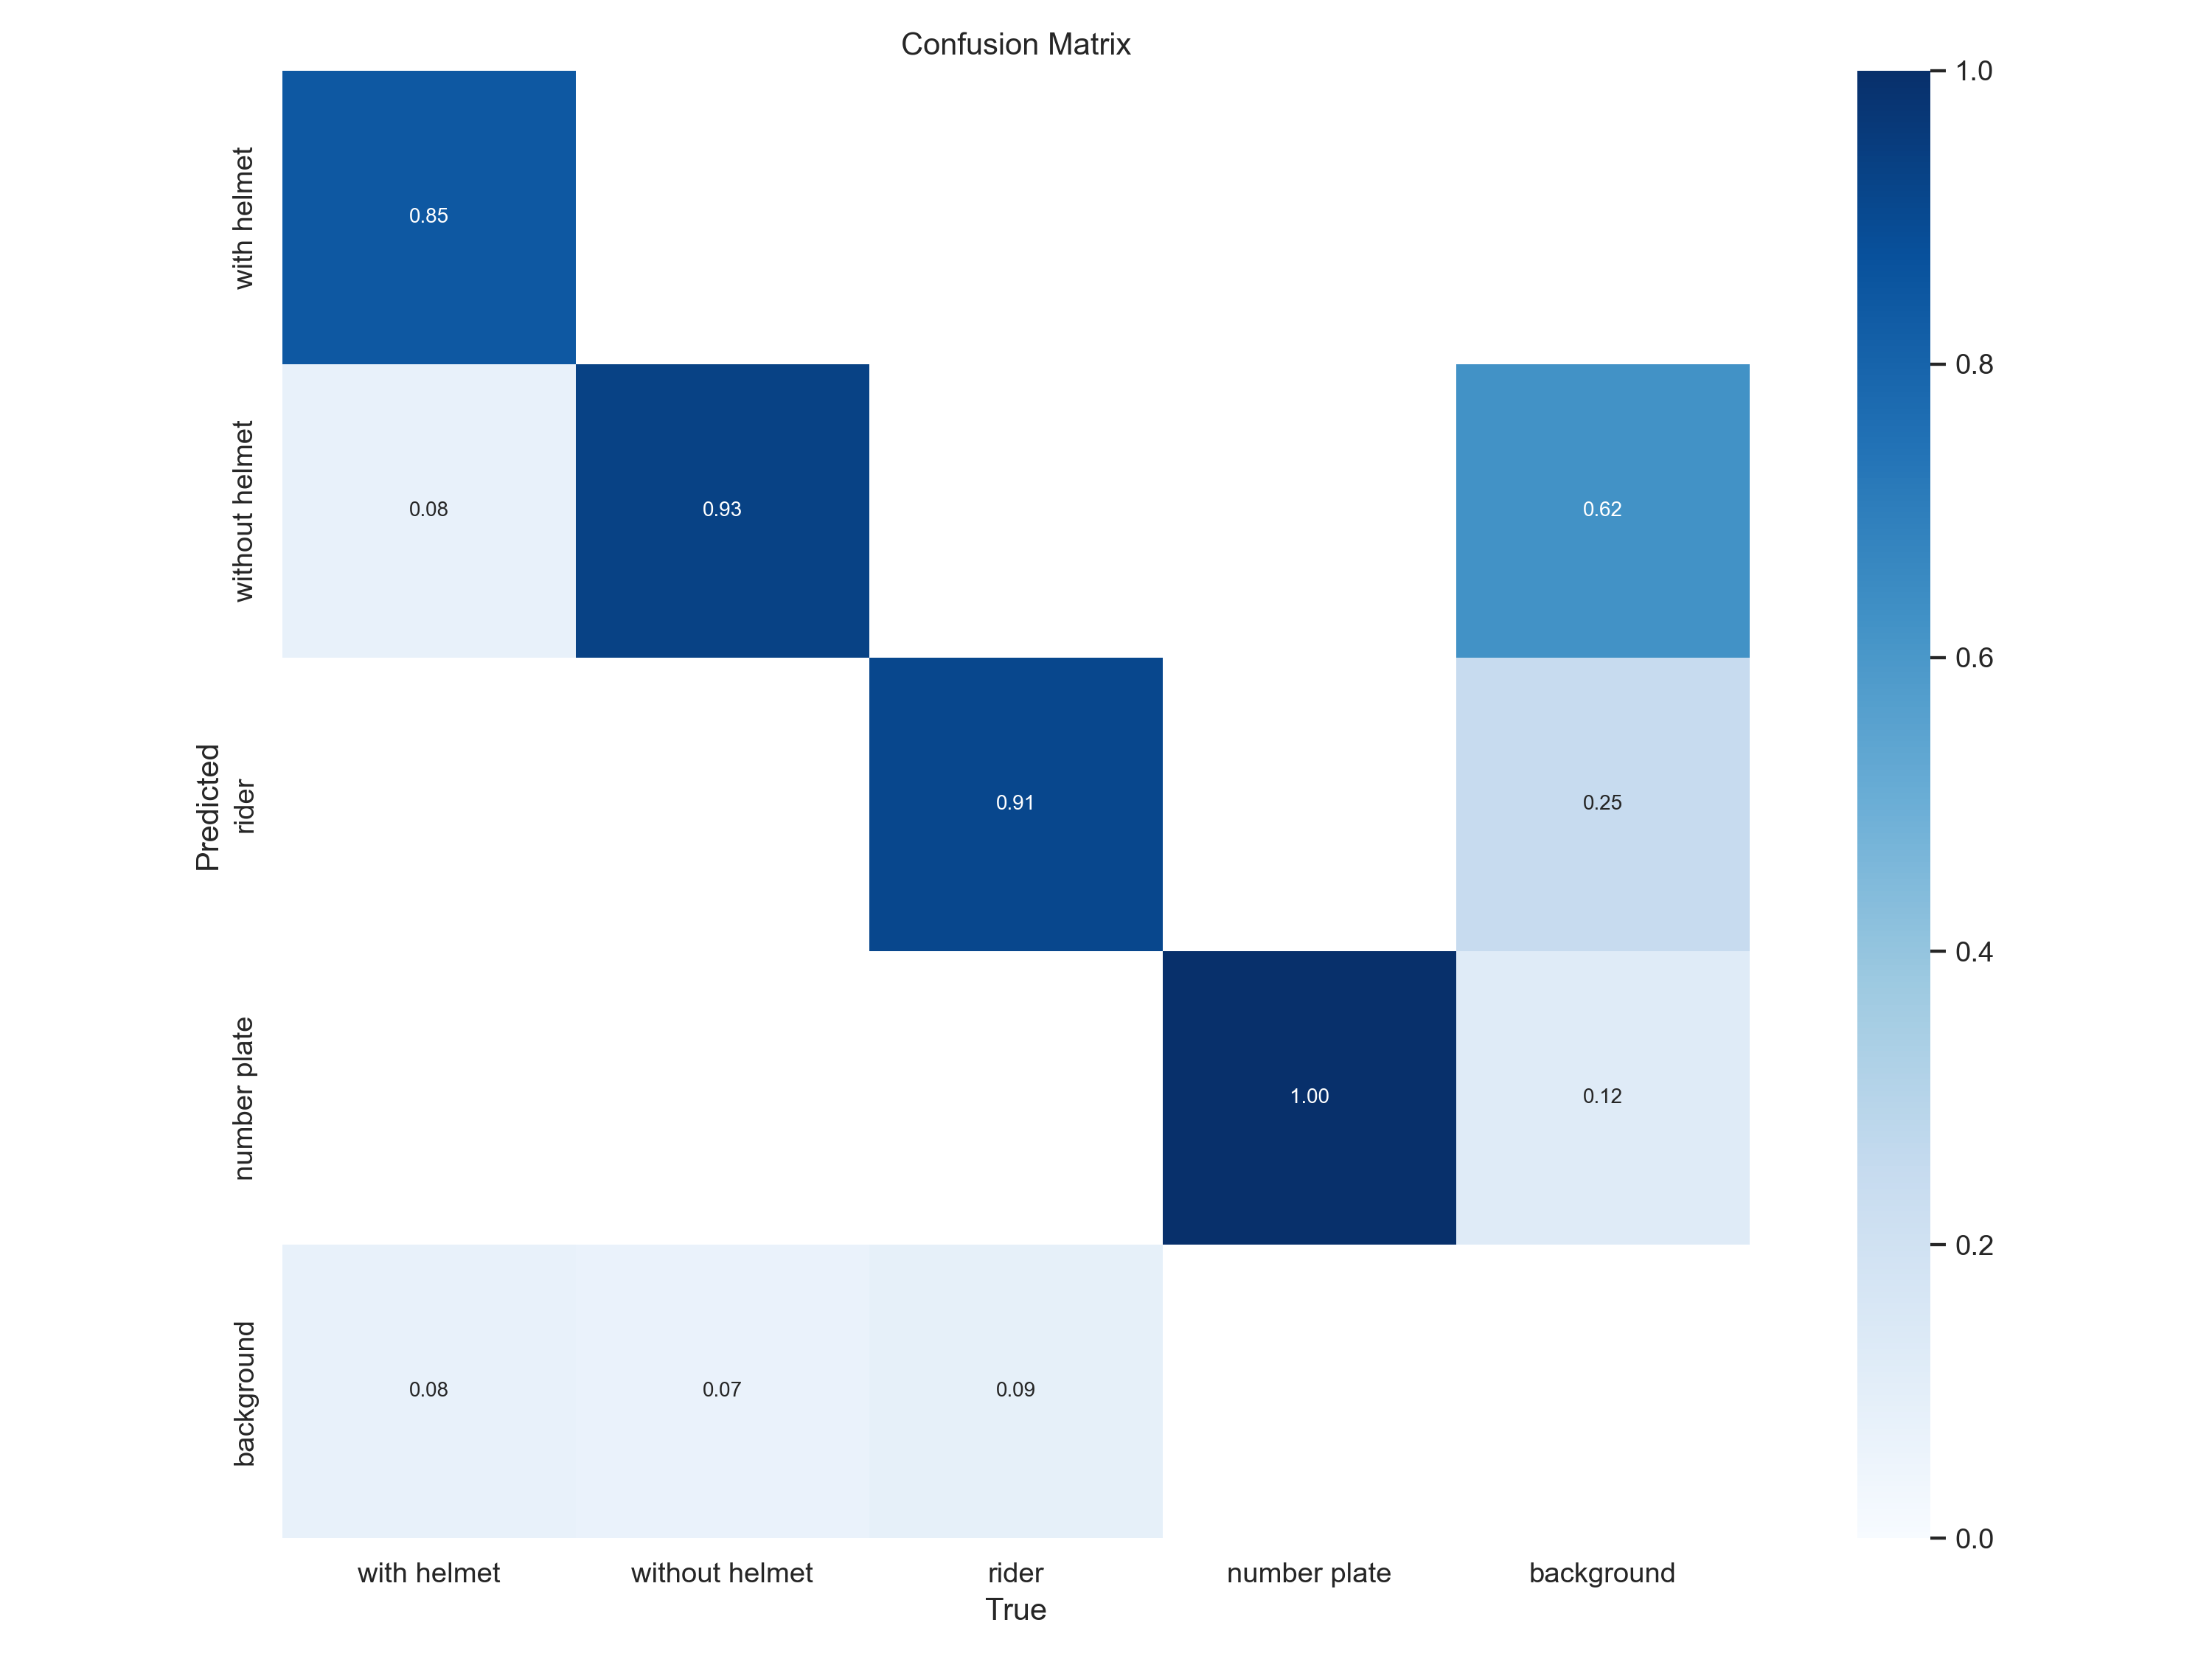 Confusion Matrix
with helmet
without helmet
rider
number plate
background
Predicted
0.85
0.08
0.93
0.62
0.91
0.25
1.00
0.12
0.08
0.07
0.09
with helmet
without helmet
rider
number plate
background
True
1.0
0.8
0.6
0.4
0.2
0.0